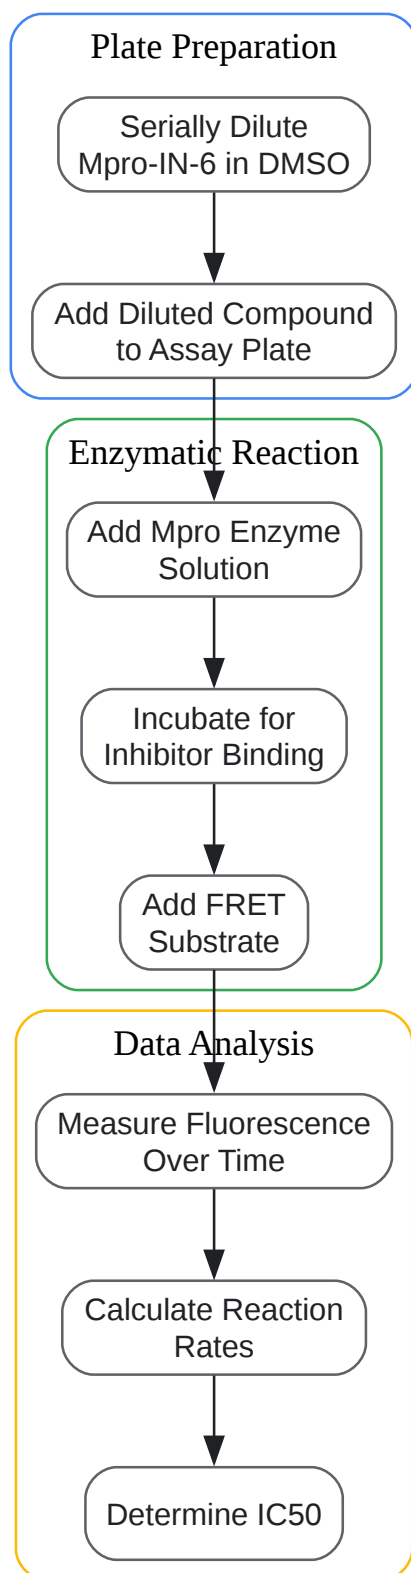 Plate Preparation
Serially Dilute
Mpro-IN-6 in DMSO
Add Diluted Compound
to Assay Plate
Enzymatic Reaction
Add Mpro Enzyme
Solution
Incubate for
Inhibitor Binding
Add FRET
Substrate
Data Analysis
Measure Fluorescence
Over Time
Calculate Reaction
Rates
Determine IC50